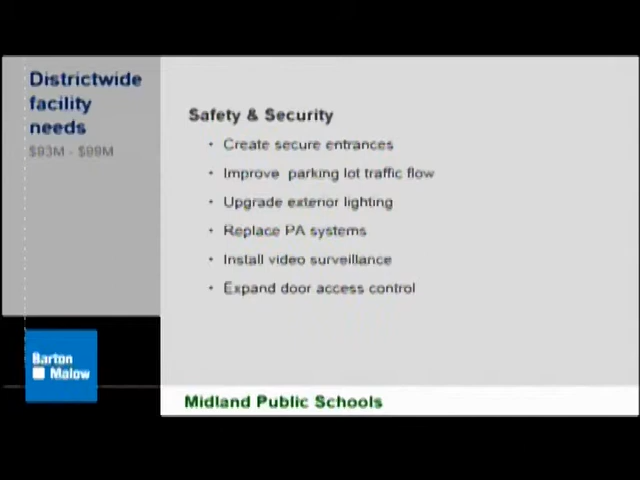 Districtwide
facility
needs
$93M - $99M
Safety & Security
• Create secure entrances
• Improve parking lot traffic flow
• Upgrade exterior lighting
• Replace PA systems
• Install video surveillance
• Expand door access control
Barton
Malow
Midland Public Schools